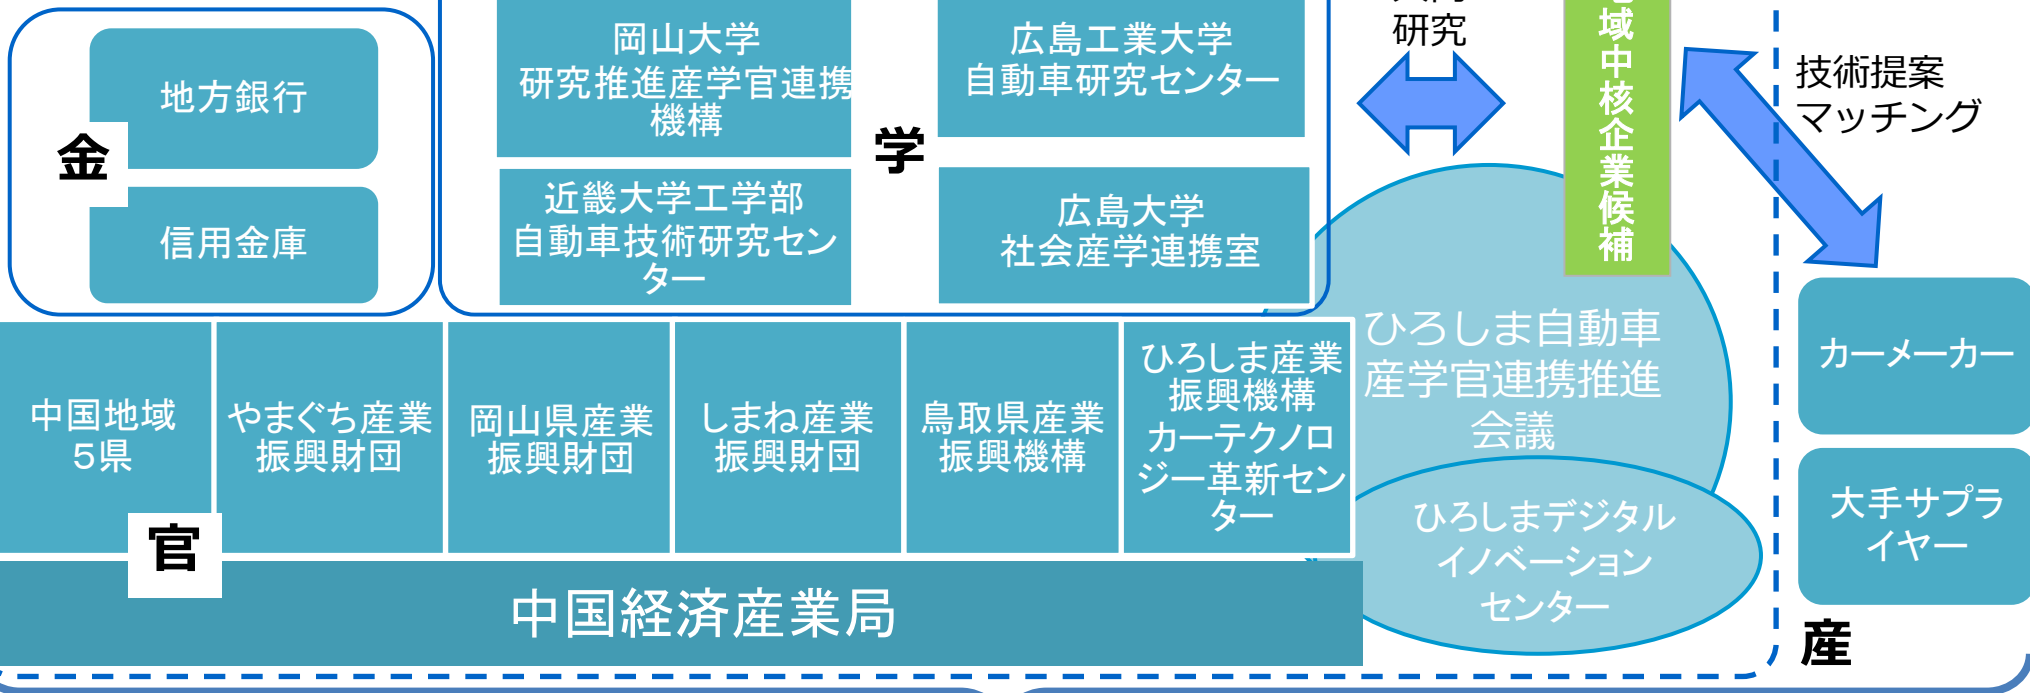 地方銀行
金
信用金庫
岡山大学
研究推進産学官連携
機構
近畿大学工学部
自動車技術研究セン
ター
学
広島工業大学
自動車研究センター
広島大学
社会産学連携室
研究
域中核企業候補
技術提案
マッチング
カーメーカー
大手サプラ
イヤー
産
ひろしま自動車
産学官連携推進
会議
ひろしまデジタル
イノベーション
センター
中国地域
5県
やまぐち産業
振興財団
岡山県産業
振興財団
しまね産業
振興財団
鳥取県産業
振興機構
ひろしま産業
振興機構
カーテクノロ
ジー革新セン
ター
官
中国経済産業局